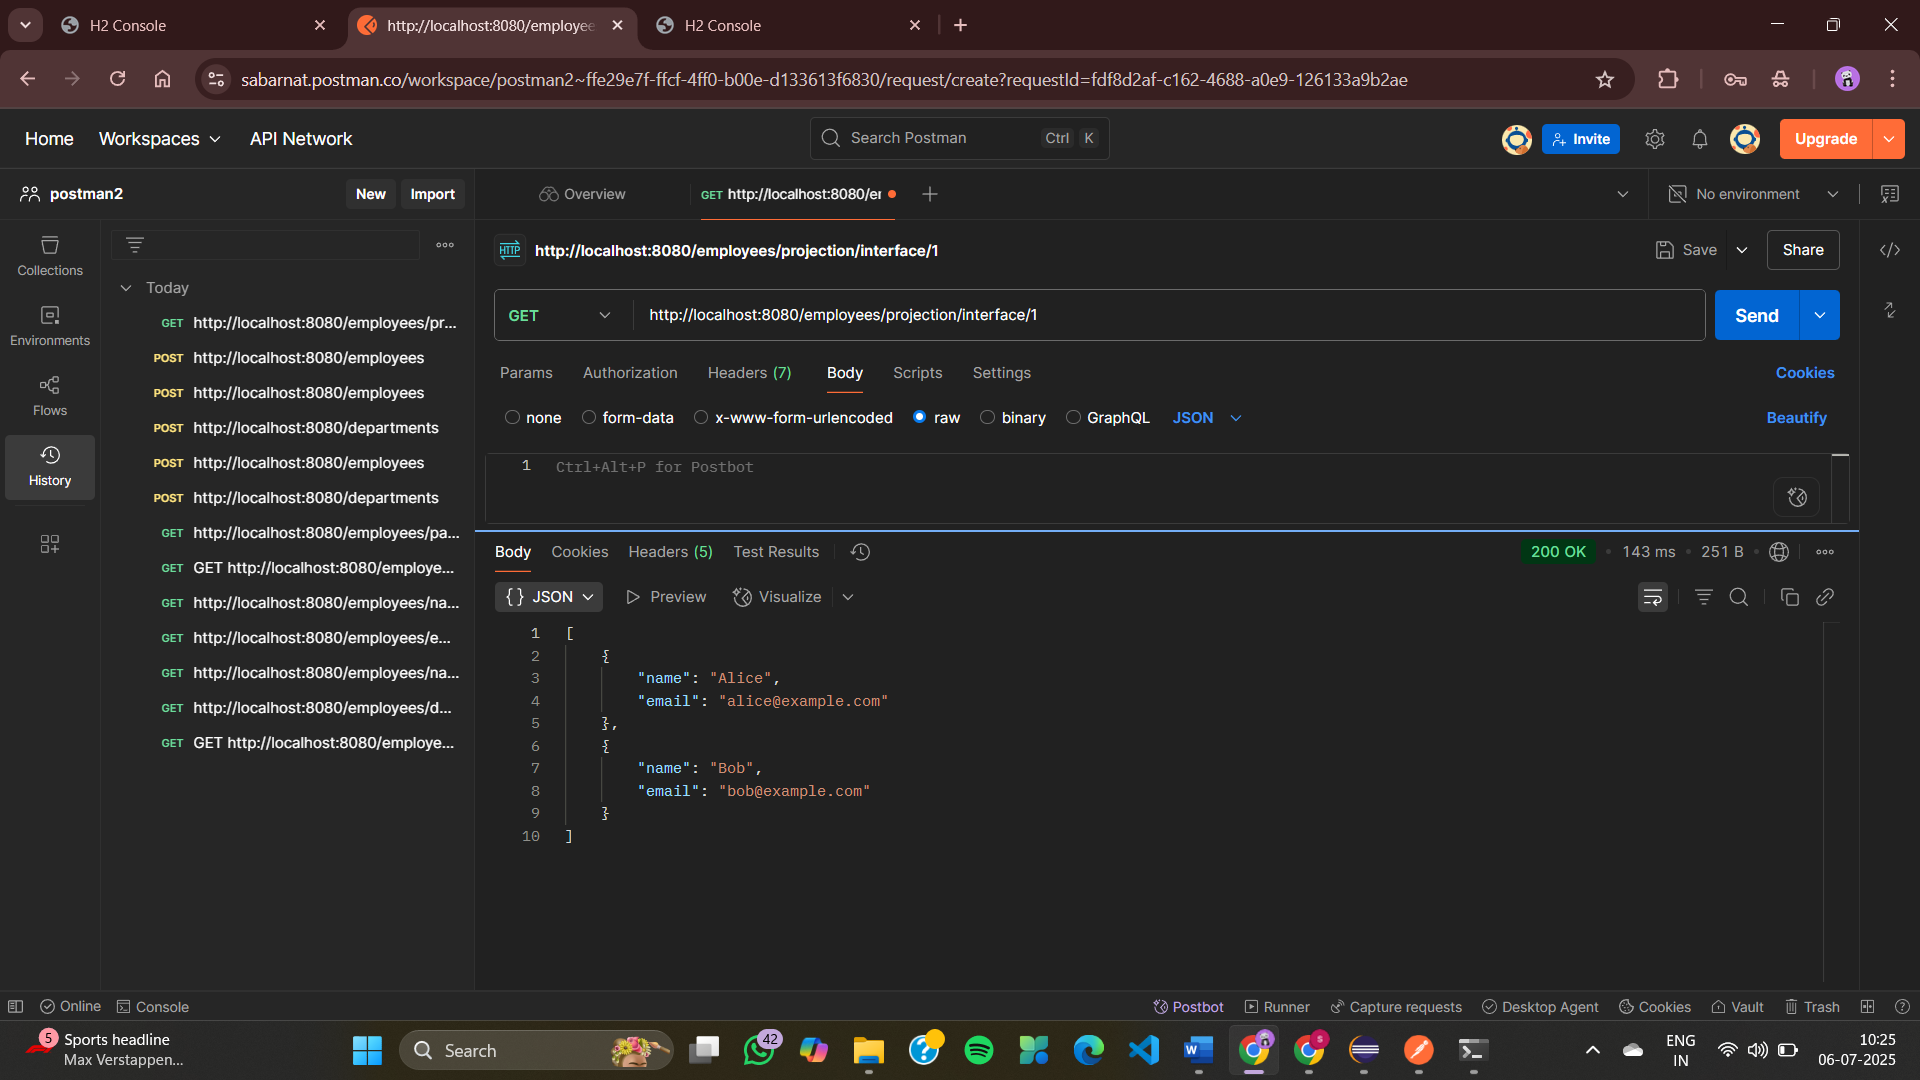 H2 Console
http://localhost:8080/employee
H2 Console
sabarnat.postman.co/workspace/postman2~ffe29e7f-ffcf-4ff0-b00e-d133613f6830/request/create?requestId=fdf8d2af-c162-4688-a0e9-126133a9b2ae
Home Workspaces API Network Search Postman Ctrl K Invite Upgrade
postman2 New Import Overview GET http://localhost:8080/er No environment
Collections
Environments
Flows
History
Today
GET http://localhost:8080/employees/pr...
POST http://localhost:8080/employees
POST http://localhost:8080/employees
POST http://localhost:8080/departments
POST http://localhost:8080/employees
POST http://localhost:8080/departments
GET http://localhost:8080/employees/pa...
GET GET http://localhost:8080/employe...
GET http://localhost:8080/employees/na...
GET http://localhost:8080/employees/e...
GET http://localhost:8080/employees/na...
GET http://localhost:8080/employees/d...
GET GET http://localhost:8080/employe...
HTTP http://localhost:8080/employees/projection/interface/1 Save Share
GET http://localhost:8080/employees/projection/interface/1 Send
Params Authorization Headers (7) Body Scripts Settings Cookies
none form-data x-www-form-urlencoded raw binary GraphQL JSON Beautify
1 Ctrl+Alt+P for Postbot
Body Cookies Headers (5) Test Results 200 OK • 143 ms • 251 B •
{} JSON Preview Visualize
1 [
2 {
3 "name": "Alice",
4 "email": "alice@example.com"
5 },
6 {
7 "name": "Bob",
8 "email": "bob@example.com"
9 }
10 ]
Online Console Postbot Runner Capture requests Desktop Agent Cookies Vault Trash
5 Sports headline
Max Verstappen...
Search
42
S
ENG
IN
10:25
06-07-2025